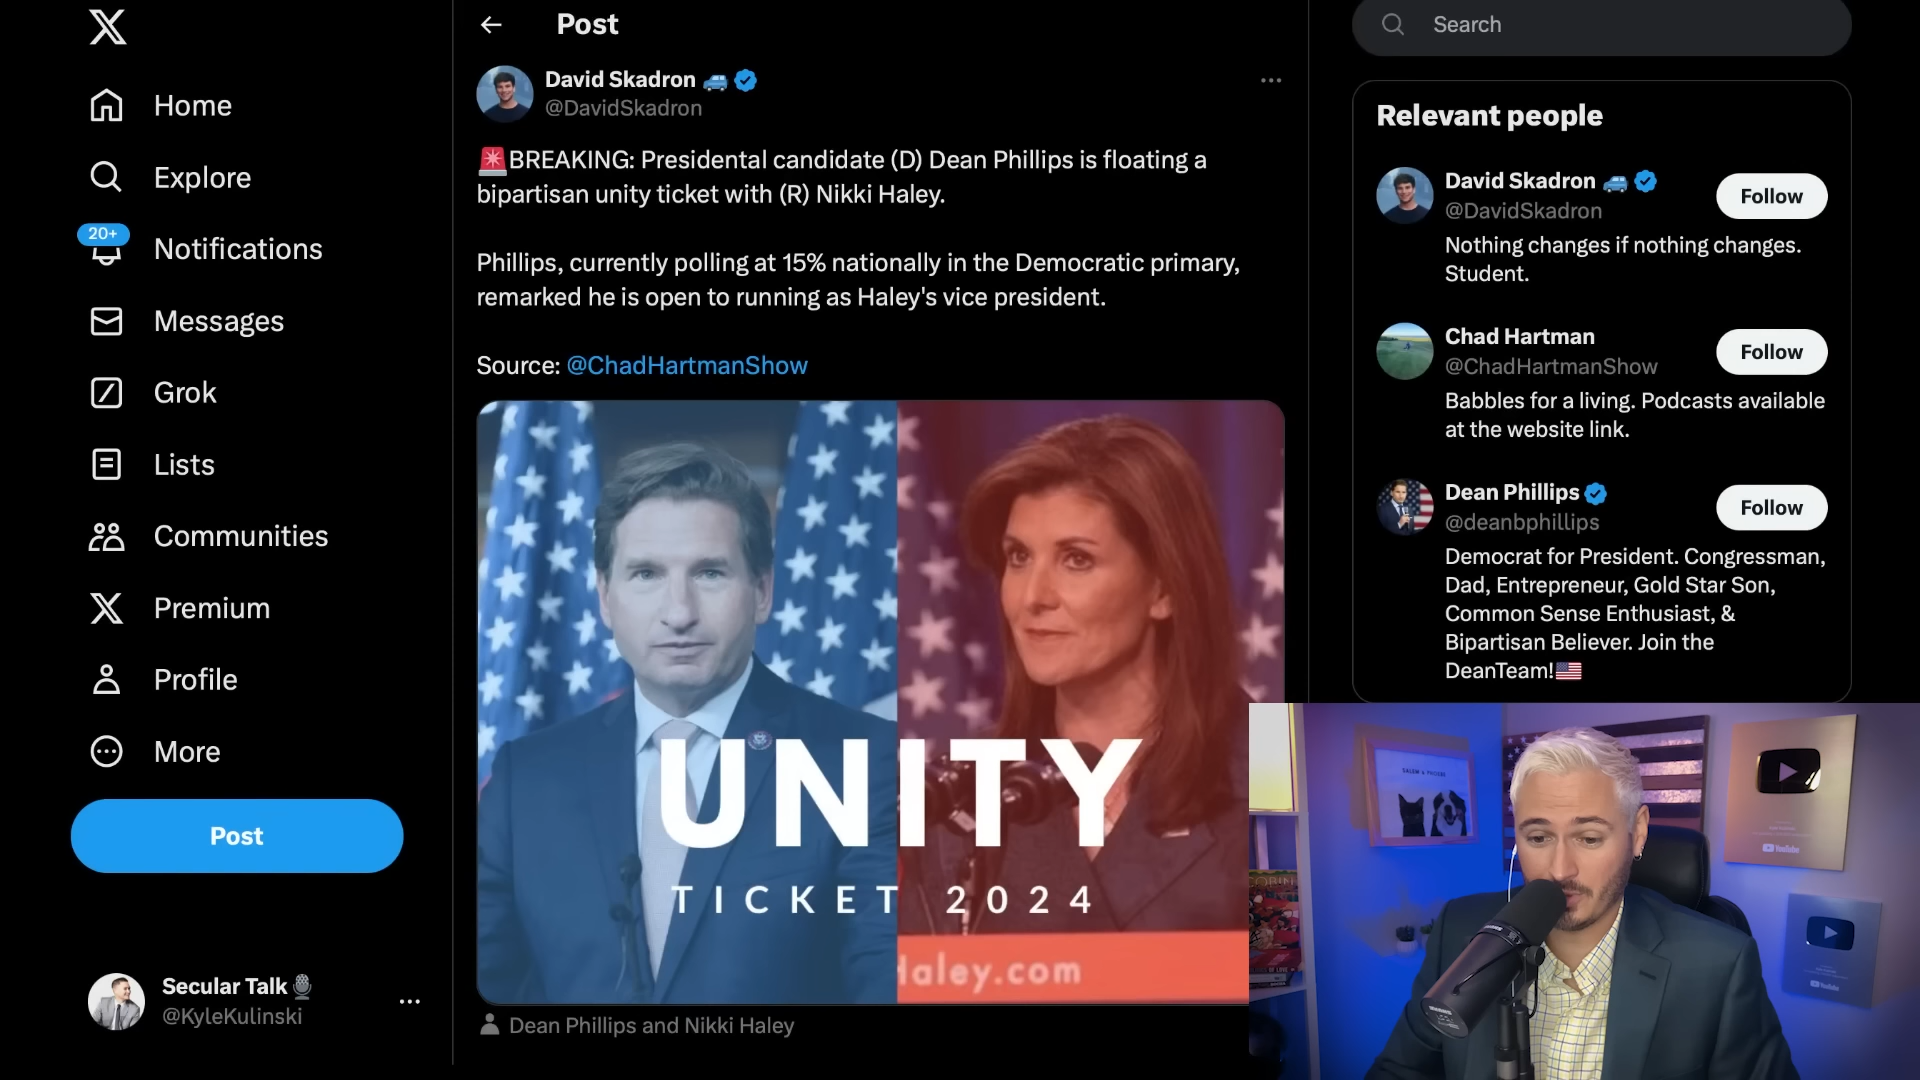 Home
Explore
20+
Notifications
Messages
Grok
Lists
Communities
Premium
Profile
More
Post
Secular Talk
@KyleKulinski
Post
David Skadron
@DavidSkadron
BREAKING: Presidental candidate (D) Dean Phillips is floating a
bipartisan unity ticket with (R) Nikki Haley.
Phillips, currently polling at 15% nationally in the Democratic primary,
remarked he is open to running as Haley's vice president.
Source: @ChadHartmanShow
UNITY
TICKET 2024
Haley.com
Dean Phillips and Nikki Haley
Search
Relevant people
David Skadron
@DavidSkadron
Follow
Nothing changes if nothing changes.
Student.
Chad Hartman
@ChadHartmanShow
Follow
Babbles for a living. Podcasts available
at the website link.
Dean Phillips
@deanbphillips
Follow
Democrat for President. Congressman,
Dad, Entrepreneur, Gold Star Son,
Common Sense Enthusiast, &
Bipartisan Believer. Join the
DeanTeam!
YouTube
YouTube